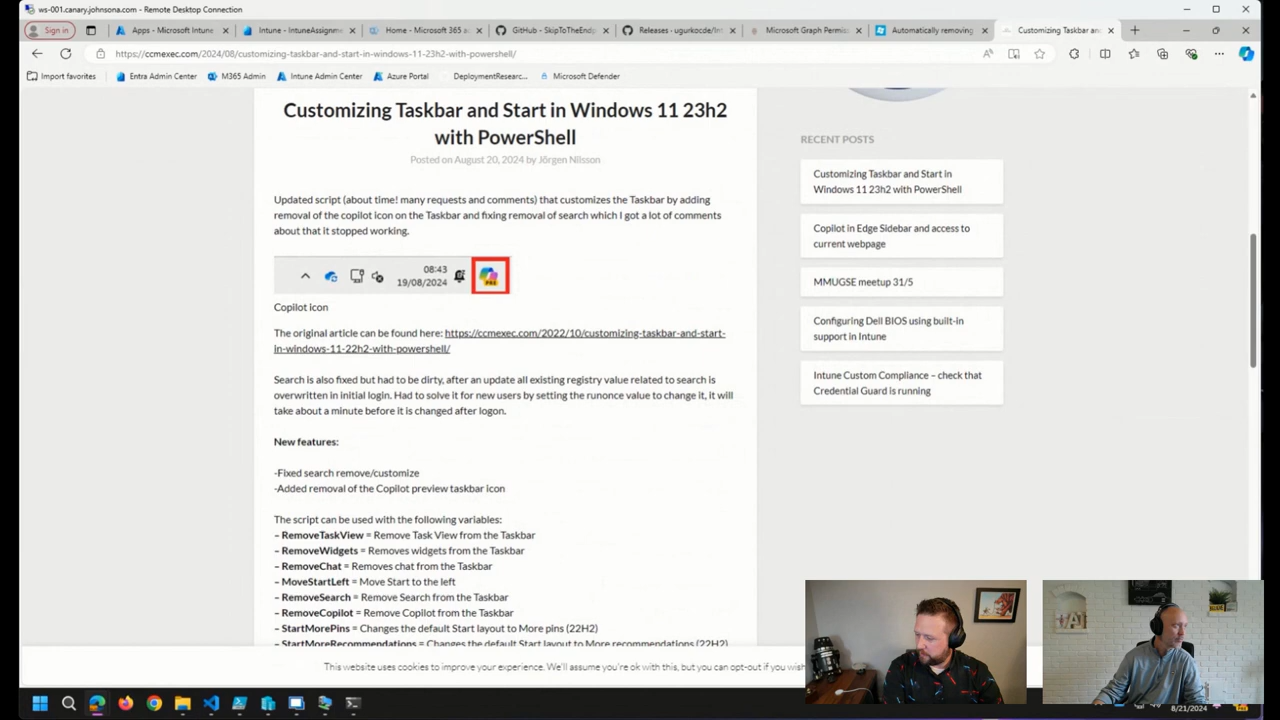 ws-001.canary.johnsona.com - Remote Desktop Connection
Sign in
Apps - Microsoft Intune
Intune - IntuneAssignme
Home - Microsoft 365 a
GitHub - SkipToTheEndp
Releases · ugurkocde/Int
Microsoft Graph Permis
Automatically removing
Customizing Taskbar and
https://ccmexec.com/2024/08/customizing-taskbar-and-start-in-windows-11-23h2-with-powershell/
Import favorites
Entra Admin Center
M365 Admin
Intune Admin Center
Azure Portal
DeploymentResearc...
Microsoft Defender
Customizing Taskbar and Start in Windows 11 23h2
with PowerShell
Posted on August 20, 2024 by Jörgen Nilsson
Updated script (about time! many requests and comments) that customizes the Taskbar by adding
removal of the copilot icon on the Taskbar and fixing removal of search which I got a lot of comments
about that it stopped working.
08:43
19/08/2024
PRE
Copilot icon
The original article can be found here: https://ccmexec.com/2022/10/customizing-taskbar-and-start-
in-windows-11-22h2-with-powershell/
Search is also fixed but had to be dirty, after an update all existing registry value related to search is
overwritten in initial login. Had to solve it for new users by setting the runonce value to change it, it will
take about a minute before it is changed after logon.
New features:
-Fixed search remove/customize
-Added removal of the Copilot preview taskbar icon
The script can be used with the following variables:
– RemoveTaskView = Remove Task View from the Taskbar
– RemoveWidgets = Removes widgets from the Taskbar
– RemoveChat = Removes chat from the Taskbar
– MoveStartLeft = Move Start to the left
– RemoveSearch = Remove Search from the Taskbar
– RemoveCopilot = Remove Copilot from the Taskbar
– StartMorePins = Changes the default Start layout to More pins (22H2)
– StartMoreRecommendations = Changes the default Start layout to More recommendations (22H2)
RECENT POSTS
Customizing Taskbar and Start in
Windows 11 23h2 with PowerShell
Copilot in Edge Sidebar and access to
current webpage
MMUGSE meetup 31/5
Configuring Dell BIOS using built-in
support in Intune
Intune Custom Compliance – check that
Credential Guard is running
This website uses cookies to improve your experience. We'll assume you're ok with this, but you can opt-out if you wish
8/21/2024